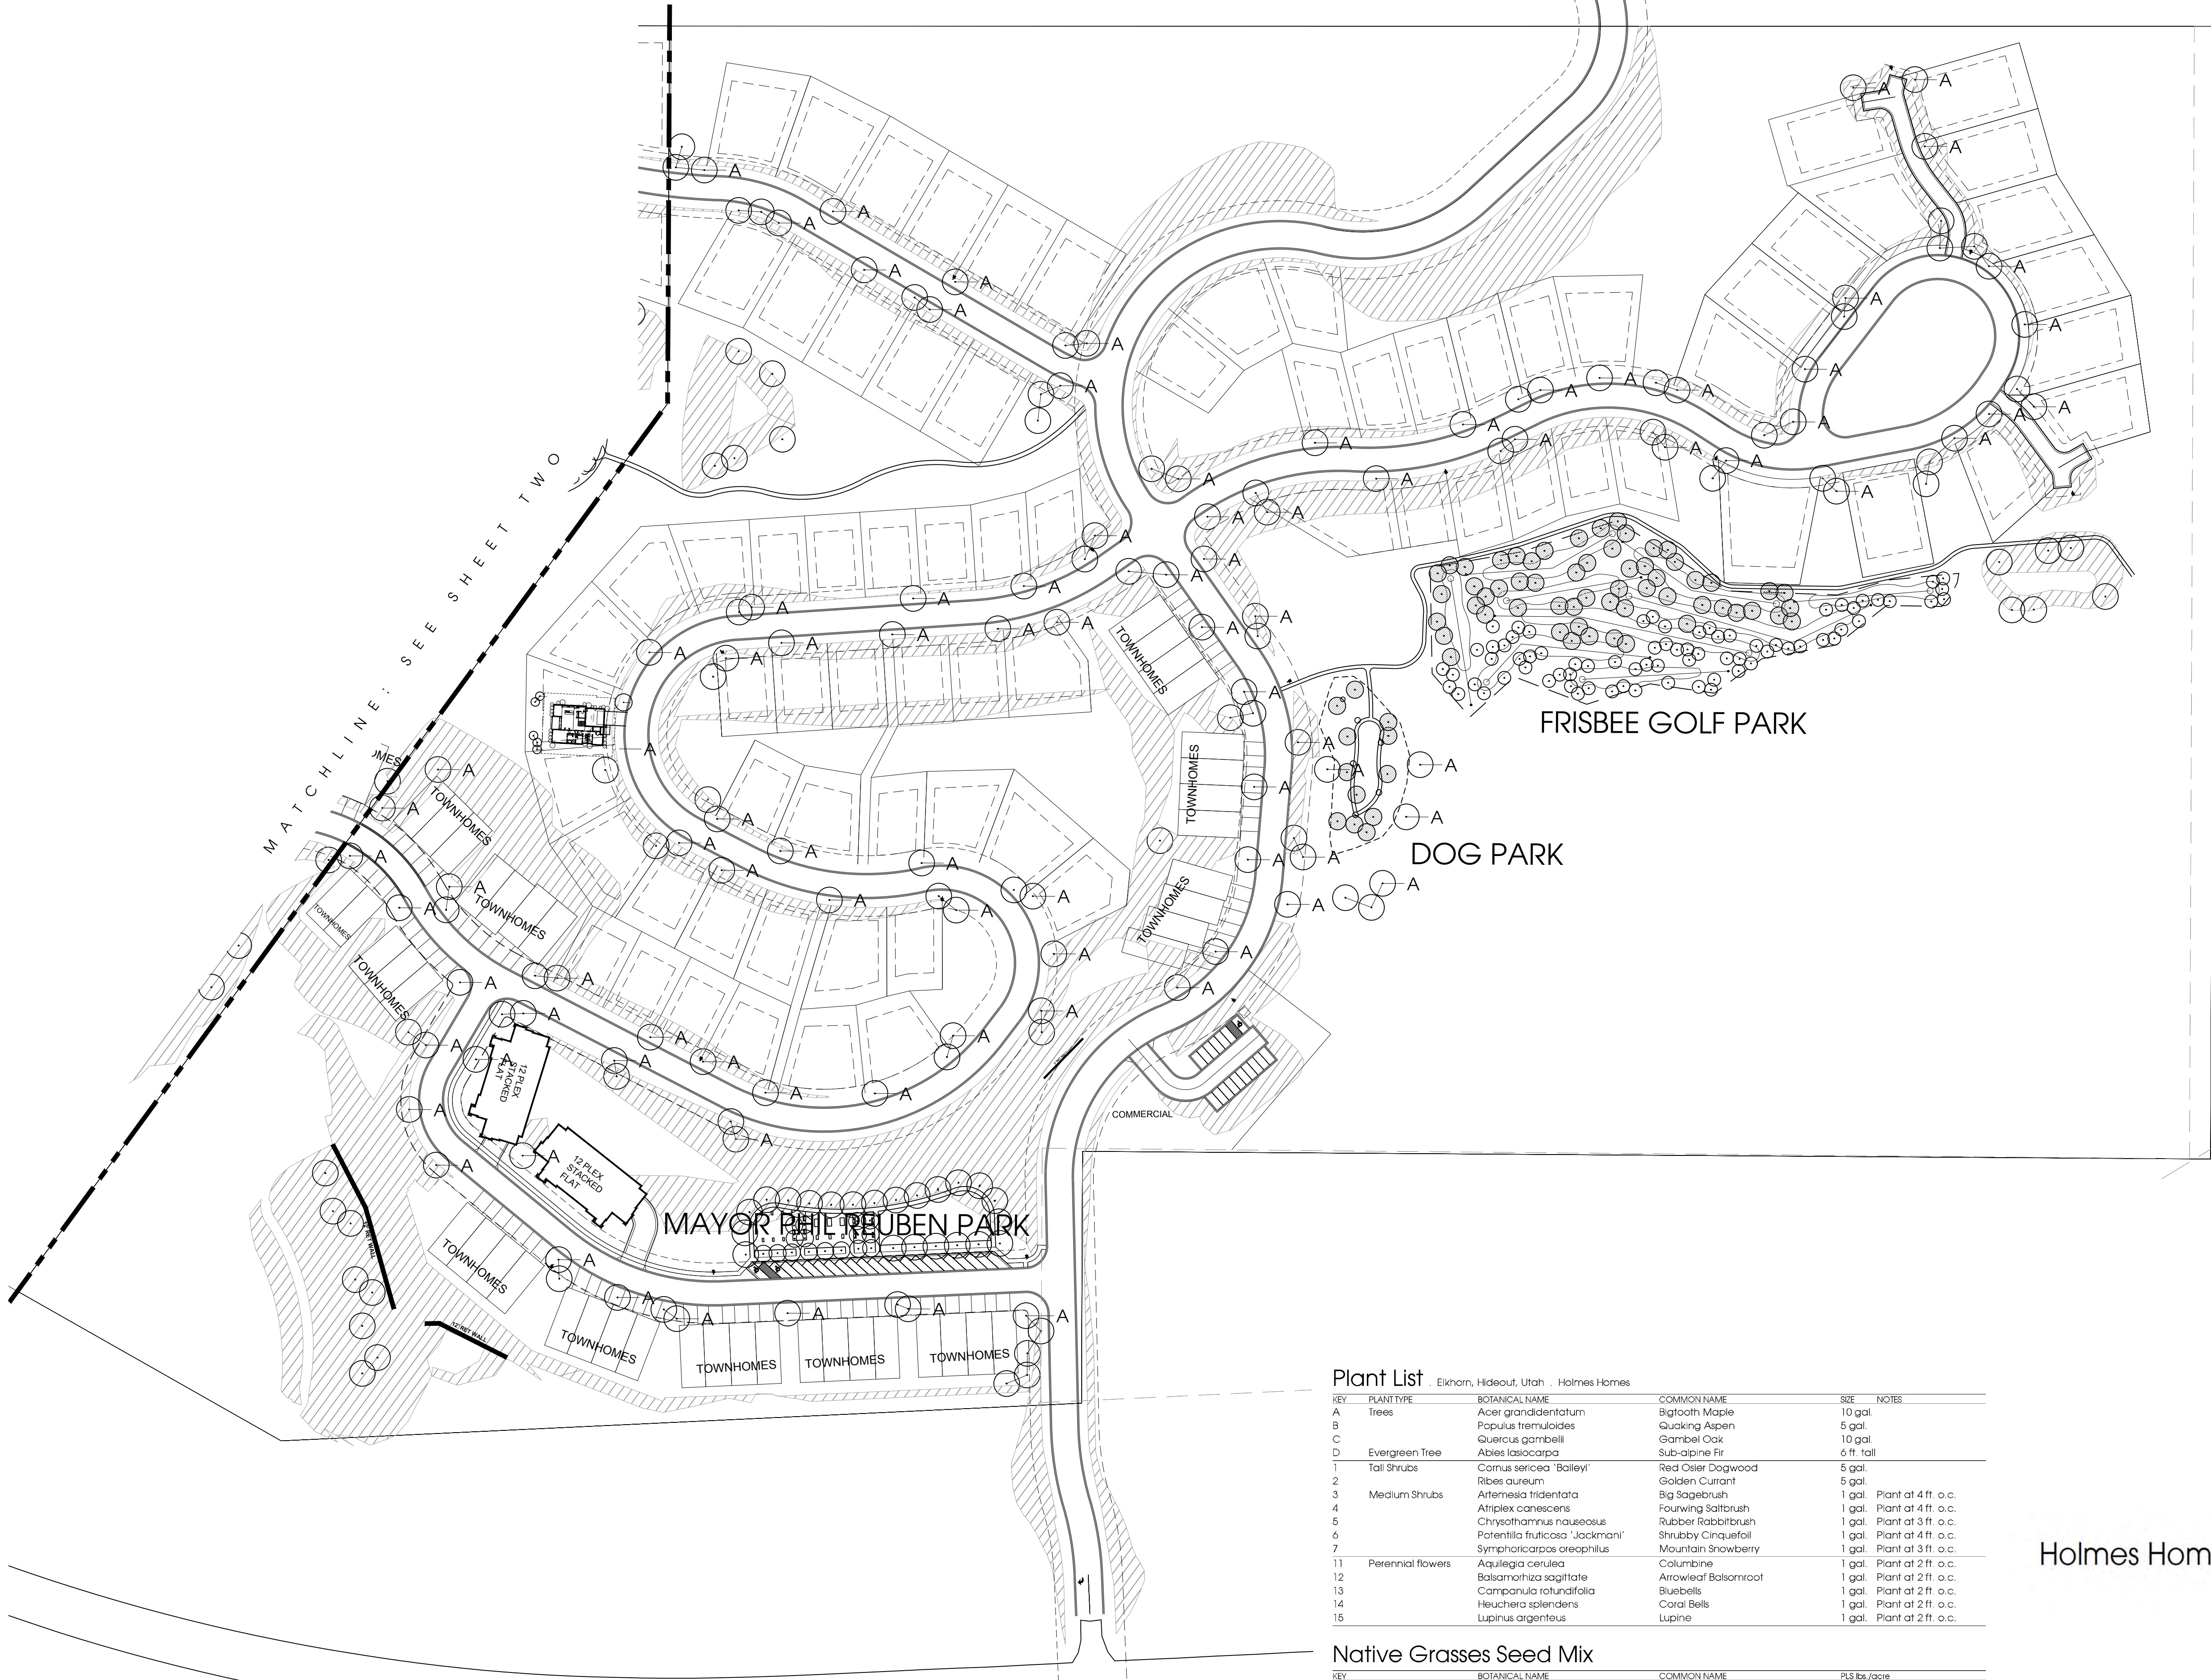 MATCHLINE: SEE SHEET TWO
A
TOWNHOMES
TOWNHOMES
TOWNHOMES
TOWNHOMES
TOWNHOMES
TOWNHOMES
TOWNHOMES
FRISBEE GOLF PARK
DOG PARK
12 PLEX
STACKED
FLAT
12 PLEX
STACKED
FLAT
COMMERCIAL
MAYOR PHIL REUBEN PARK
12' RET WALL
TOWNHOMES
TOWNHOMES
TOWNHOMES
TOWNHOMES
TOWNHOMES
Plant List . Elkhorn, Hideout, Utah . Holmes Homes
KEY PLANT TYPE BOTANICAL NAME COMMON NAME SIZE NOTES
A Trees Acer grandidentatum Bigtooth Maple 10 gal.
B Populus tremuloides Quaking Aspen 5 gal.
C Quercus gambelii Gambel Oak 10 gal.
D Evergreen Tree Abies lasiocarpa Sub-alpine Fir 6 ft. tall
1 Tall Shrubs Cornus sericea 'Baileyi' Red Osier Dogwood 5 gal.
2 Ribes aureum Golden Currant 5 gal.
3 Medium Shrubs Artemesia tridentata Big Sagebrush 1 gal. Plant at 4 ft. o.c.
4 Atriplex canescens Fourwing Saltbrush 1 gal. Plant at 4 ft. o.c.
5 Chrysothamnus nauseosus Rubber Rabbitbrush 1 gal. Plant at 3 ft. o.c.
6 Potentilla fruticosa 'Jackmani' Shrubby Cinquefoil 1 gal. Plant at 4 ft. o.c.
7 Symphoricarpos oreophilus Mountain Snowberry 1 gal. Plant at 3 ft. o.c.
11 Perennial flowers Aquilegia cerulea Columbine 1 gal. Plant at 2 ft. o.c.
12 Balsamorhiza sagittate Arrowleaf Balsomroot 1 gal. Plant at 2 ft. o.c.
13 Campanula rotundifolia Bluebells 1 gal. Plant at 2 ft. o.c.
14 Heuchera splendens Coral Bells 1 gal. Plant at 2 ft. o.c.
15 Lupinus argenteus Lupine 1 gal. Plant at 2 ft. o.c.
Holmes Hom
Native Grasses Seed Mix
KEY BOTANICAL NAME COMMON NAME PLS lbs./acre